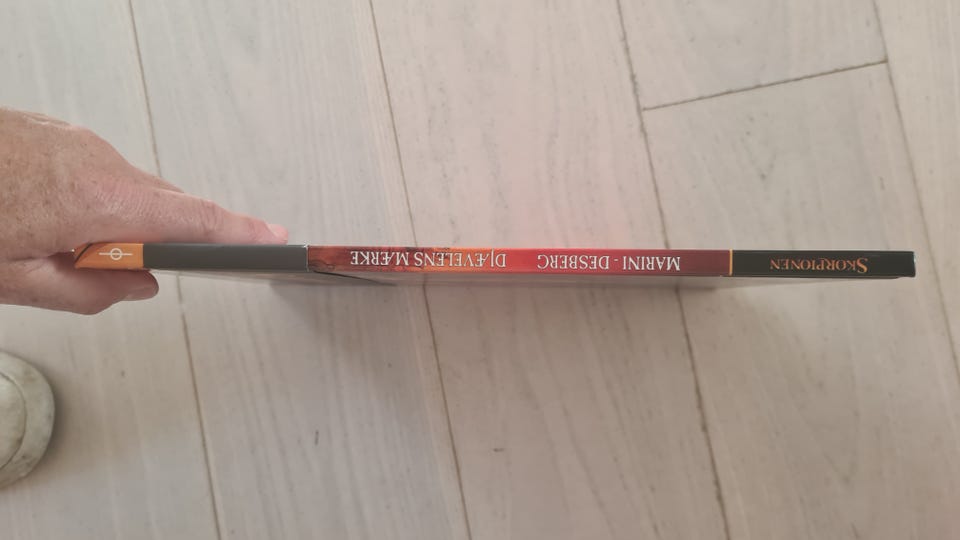 SKORPIONEN
MARINI - DESBERG
DJÆVELENS MÆRKE